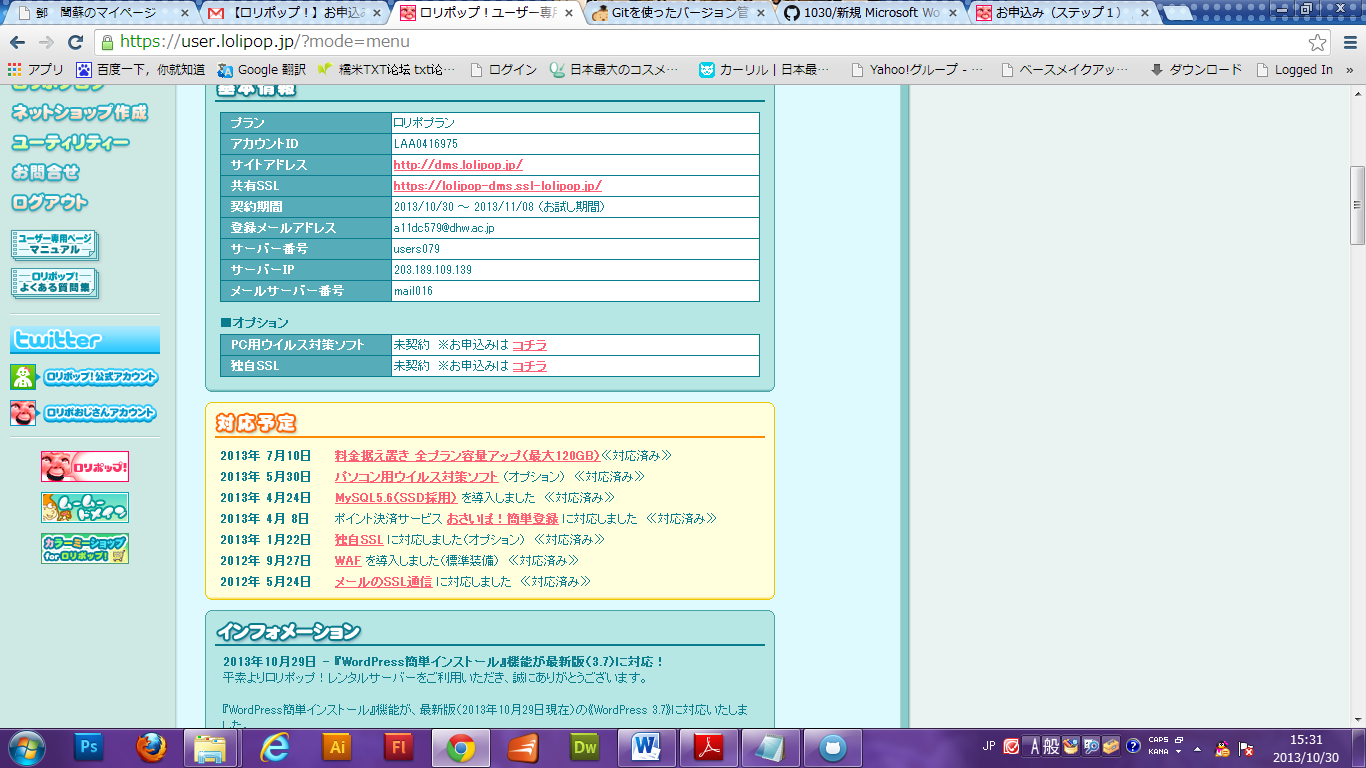 鄧　閒蘇のマイページ
【ロリポップ！】お申込み
ロリポップ！ユーザー専用
Gitを使ったバージョン管
1030/新規 Microsoft Wo
お申込み（ステップ１）
https://user.lolipop.jp/?mode=menu
アプリ
百度一下，你就知道
Google 翻訳
糯米TXT论坛 txt论…
ログイン
日本最大のコスメ…
カーリル | 日本最…
Yahoo!グループ - …
ベースメイクアッ…
ダウンロード
Logged In
»
ネットショップ作成
ユーティリティー
お問合せ
ログアウト
ユーザー専用ページ
マニュアル
ロリポップ!
よくある質問集
twitter
ロリポップ!公式アカウント
ロリポおじさんアカウント
ロリポップ!
ムームー
ドメイン
カラーミーショップ
forロリポップ!
基本情報
プラン ロリポプラン
アカウントID LAA0416975
サイトアドレス http://dms.lolipop.jp/
共有SSL https://lolipop-dms.ssl-lolipop.jp/
契約期間 2013/10/30 ～ 2013/11/08 （お試し期間）
登録メールアドレス a11dc579@dhw.ac.jp
サーバー番号 users079
サーバーIP 203.189.109.139
メールサーバー番号 mail016
■オプション
PC用ウイルス対策ソフト 未契約　※お申込みは コチラ
独自SSL 未契約　※お申込みは コチラ
対応予定
2013年 7月10日 料金据え置き 全プラン容量アップ（最大120GB）≪対応済み≫
2013年 5月30日 パソコン用ウイルス対策ソフト（オプション）　≪対応済み≫
2013年 4月24日 MySQL5.6（SSD採用） を導入しました　≪対応済み≫
2013年 4月 8日 ポイント決済サービス おさいぽ！簡単登録 に対応しました　≪対応済み≫
2013年 1月22日 独自SSL に対応しました（オプション）　≪対応済み≫
2012年 9月27日 WAF を導入しました（標準装備）　≪対応済み≫
2012年 5月24日 メールのSSL通信 に対応しました　≪対応済み≫
インフォメーション
2013年10月29日 - 『WordPress簡単インストール』機能が最新版（3.7）に対応！
平素よりロリポップ！レンタルサーバーをご利用いただき、誠にありがとうございます。
『WordPress簡単インストール』機能が、最新版（2013年10月29日現在）の《WordPress 3.7》に対応いたしま
した。
Ps
Ai
Fl
Dw
W
JP
A 般
CAPS
KANA
15:31
2013/10/30